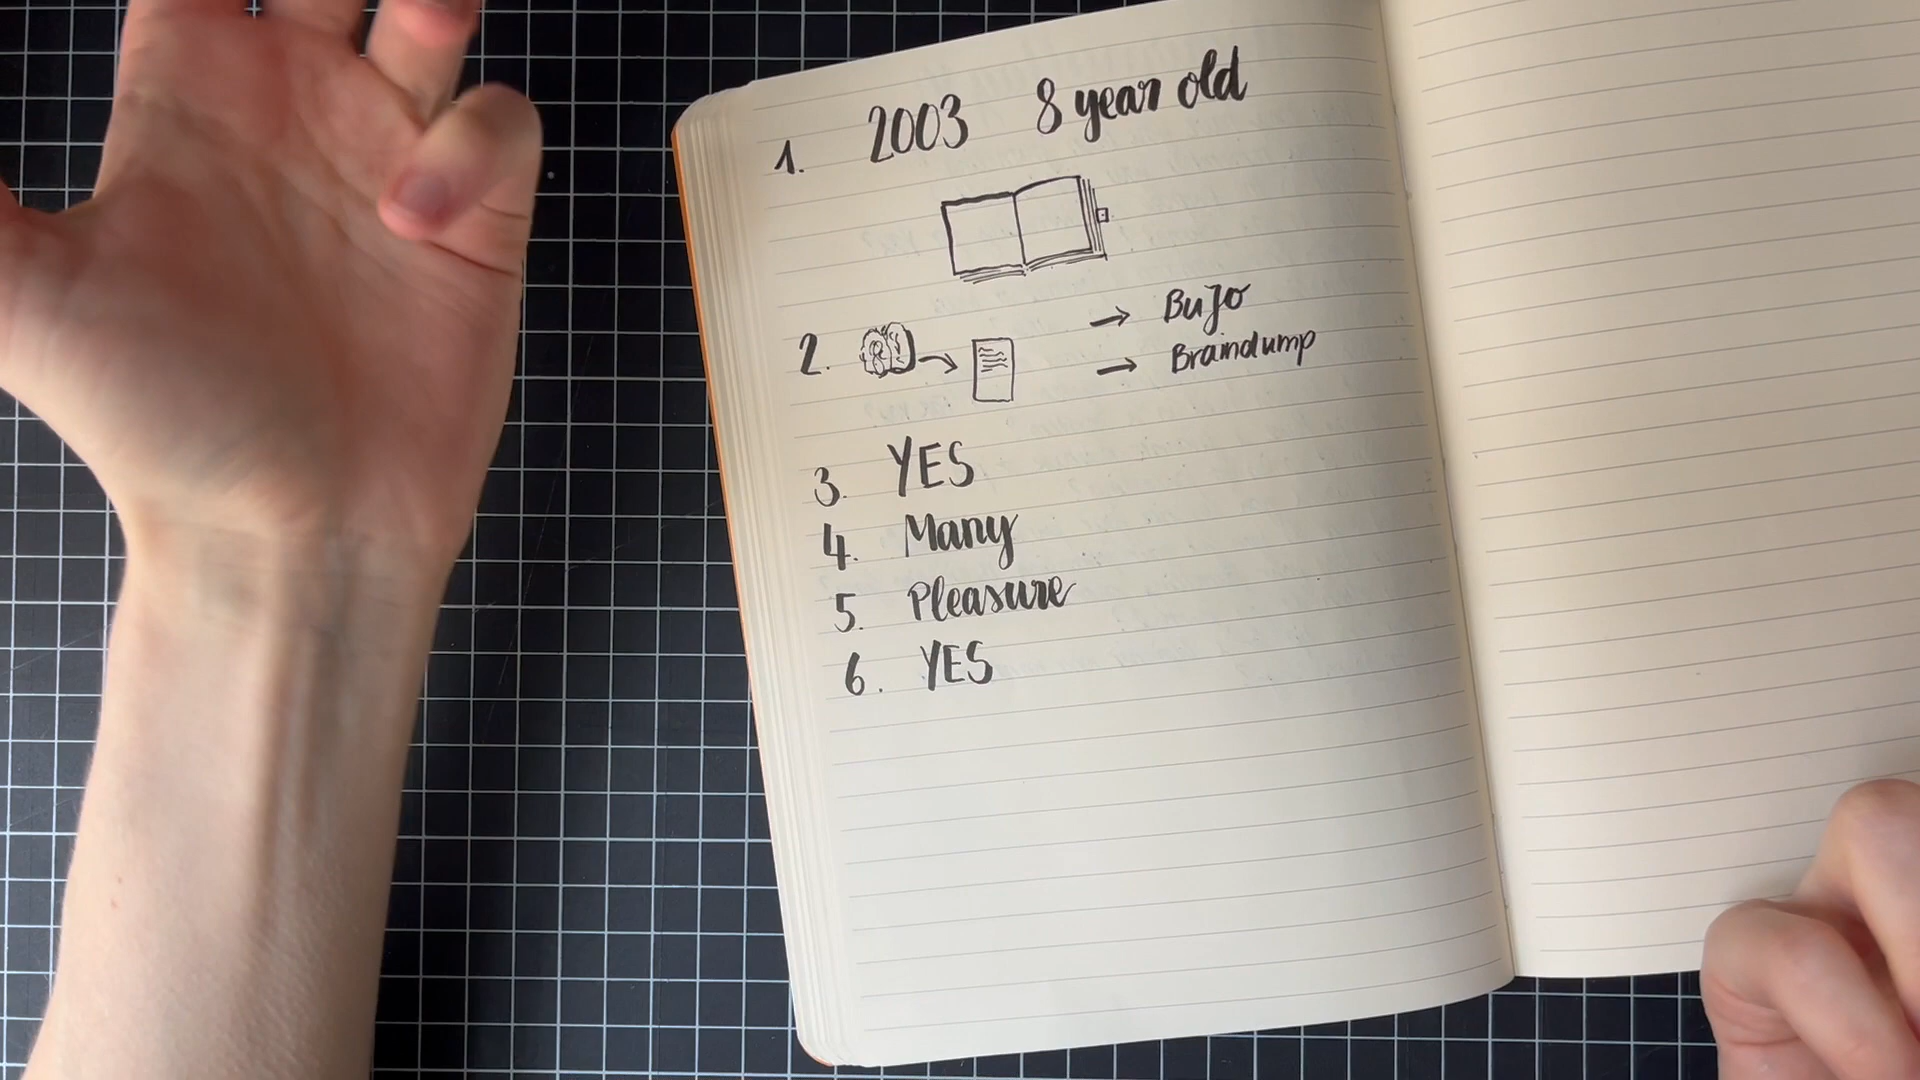 1. 2003 8 year old
2. → BuJo
→ Braindump
3. YES
4. Many
5. Pleasure
6. YES